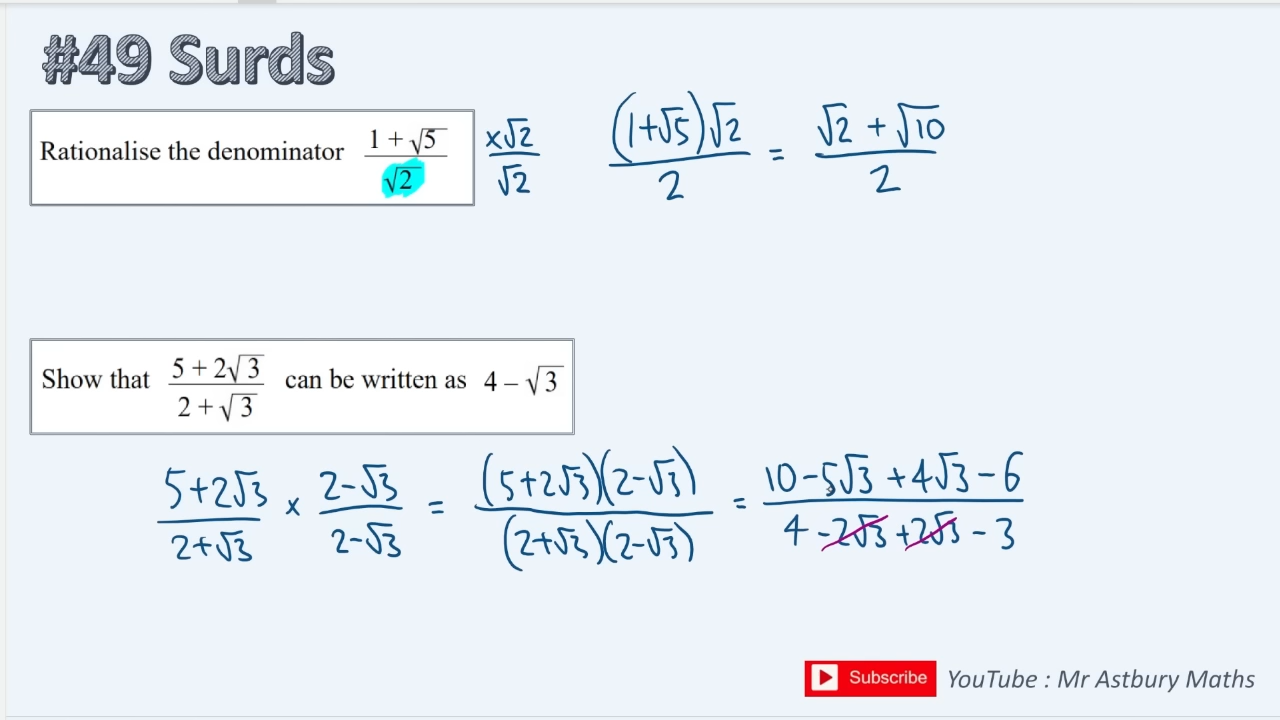 #49 Surds
Rationalise the denominator (1 + √5)/√2 ×√2/√2 (1+√5)√2/2 = (√2 + √10)/2
Show that (5 + 2√3)/(2 + √3) can be written as 4 – √3
(5+2√3)/(2+√3) × (2-√3)/(2-√3) = (5+2√3)(2-√3)/(2+√3)(2-√3) = (10-5√3+4√3-6)/(4-2√3+2√3-3)
Subscribe YouTube : Mr Astbury Maths